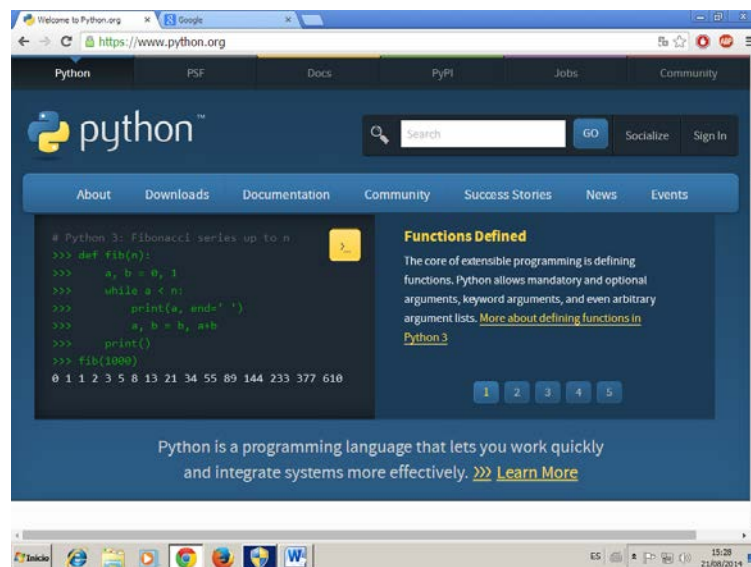 Welcome to Python.org
Google
https://www.python.org
Python PSF Docs PyPI Jobs Community
python™
Search GO Socialize Sign In
About Downloads Documentation Community Success Stories News Events
# Python 3: Fibonacci series up to n
>>> def fib(n):
>>> a, b = 0, 1
>>> while a < n:
>>> print(a, end=' ')
>>> a, b = b, a+b
>>> print()
>>> fib(1000)
0 1 1 2 3 5 8 13 21 34 55 89 144 233 377 610
>_
Functions Defined
The core of extensible programming is defining
functions. Python allows mandatory and optional
arguments, keyword arguments, and even arbitrary
argument lists. More about defining functions in
Python 3
1 2 3 4 5
Python is a programming language that lets you work quickly
and integrate systems more effectively. >>> Learn More
Inicio
ES
15:28
21/08/2014